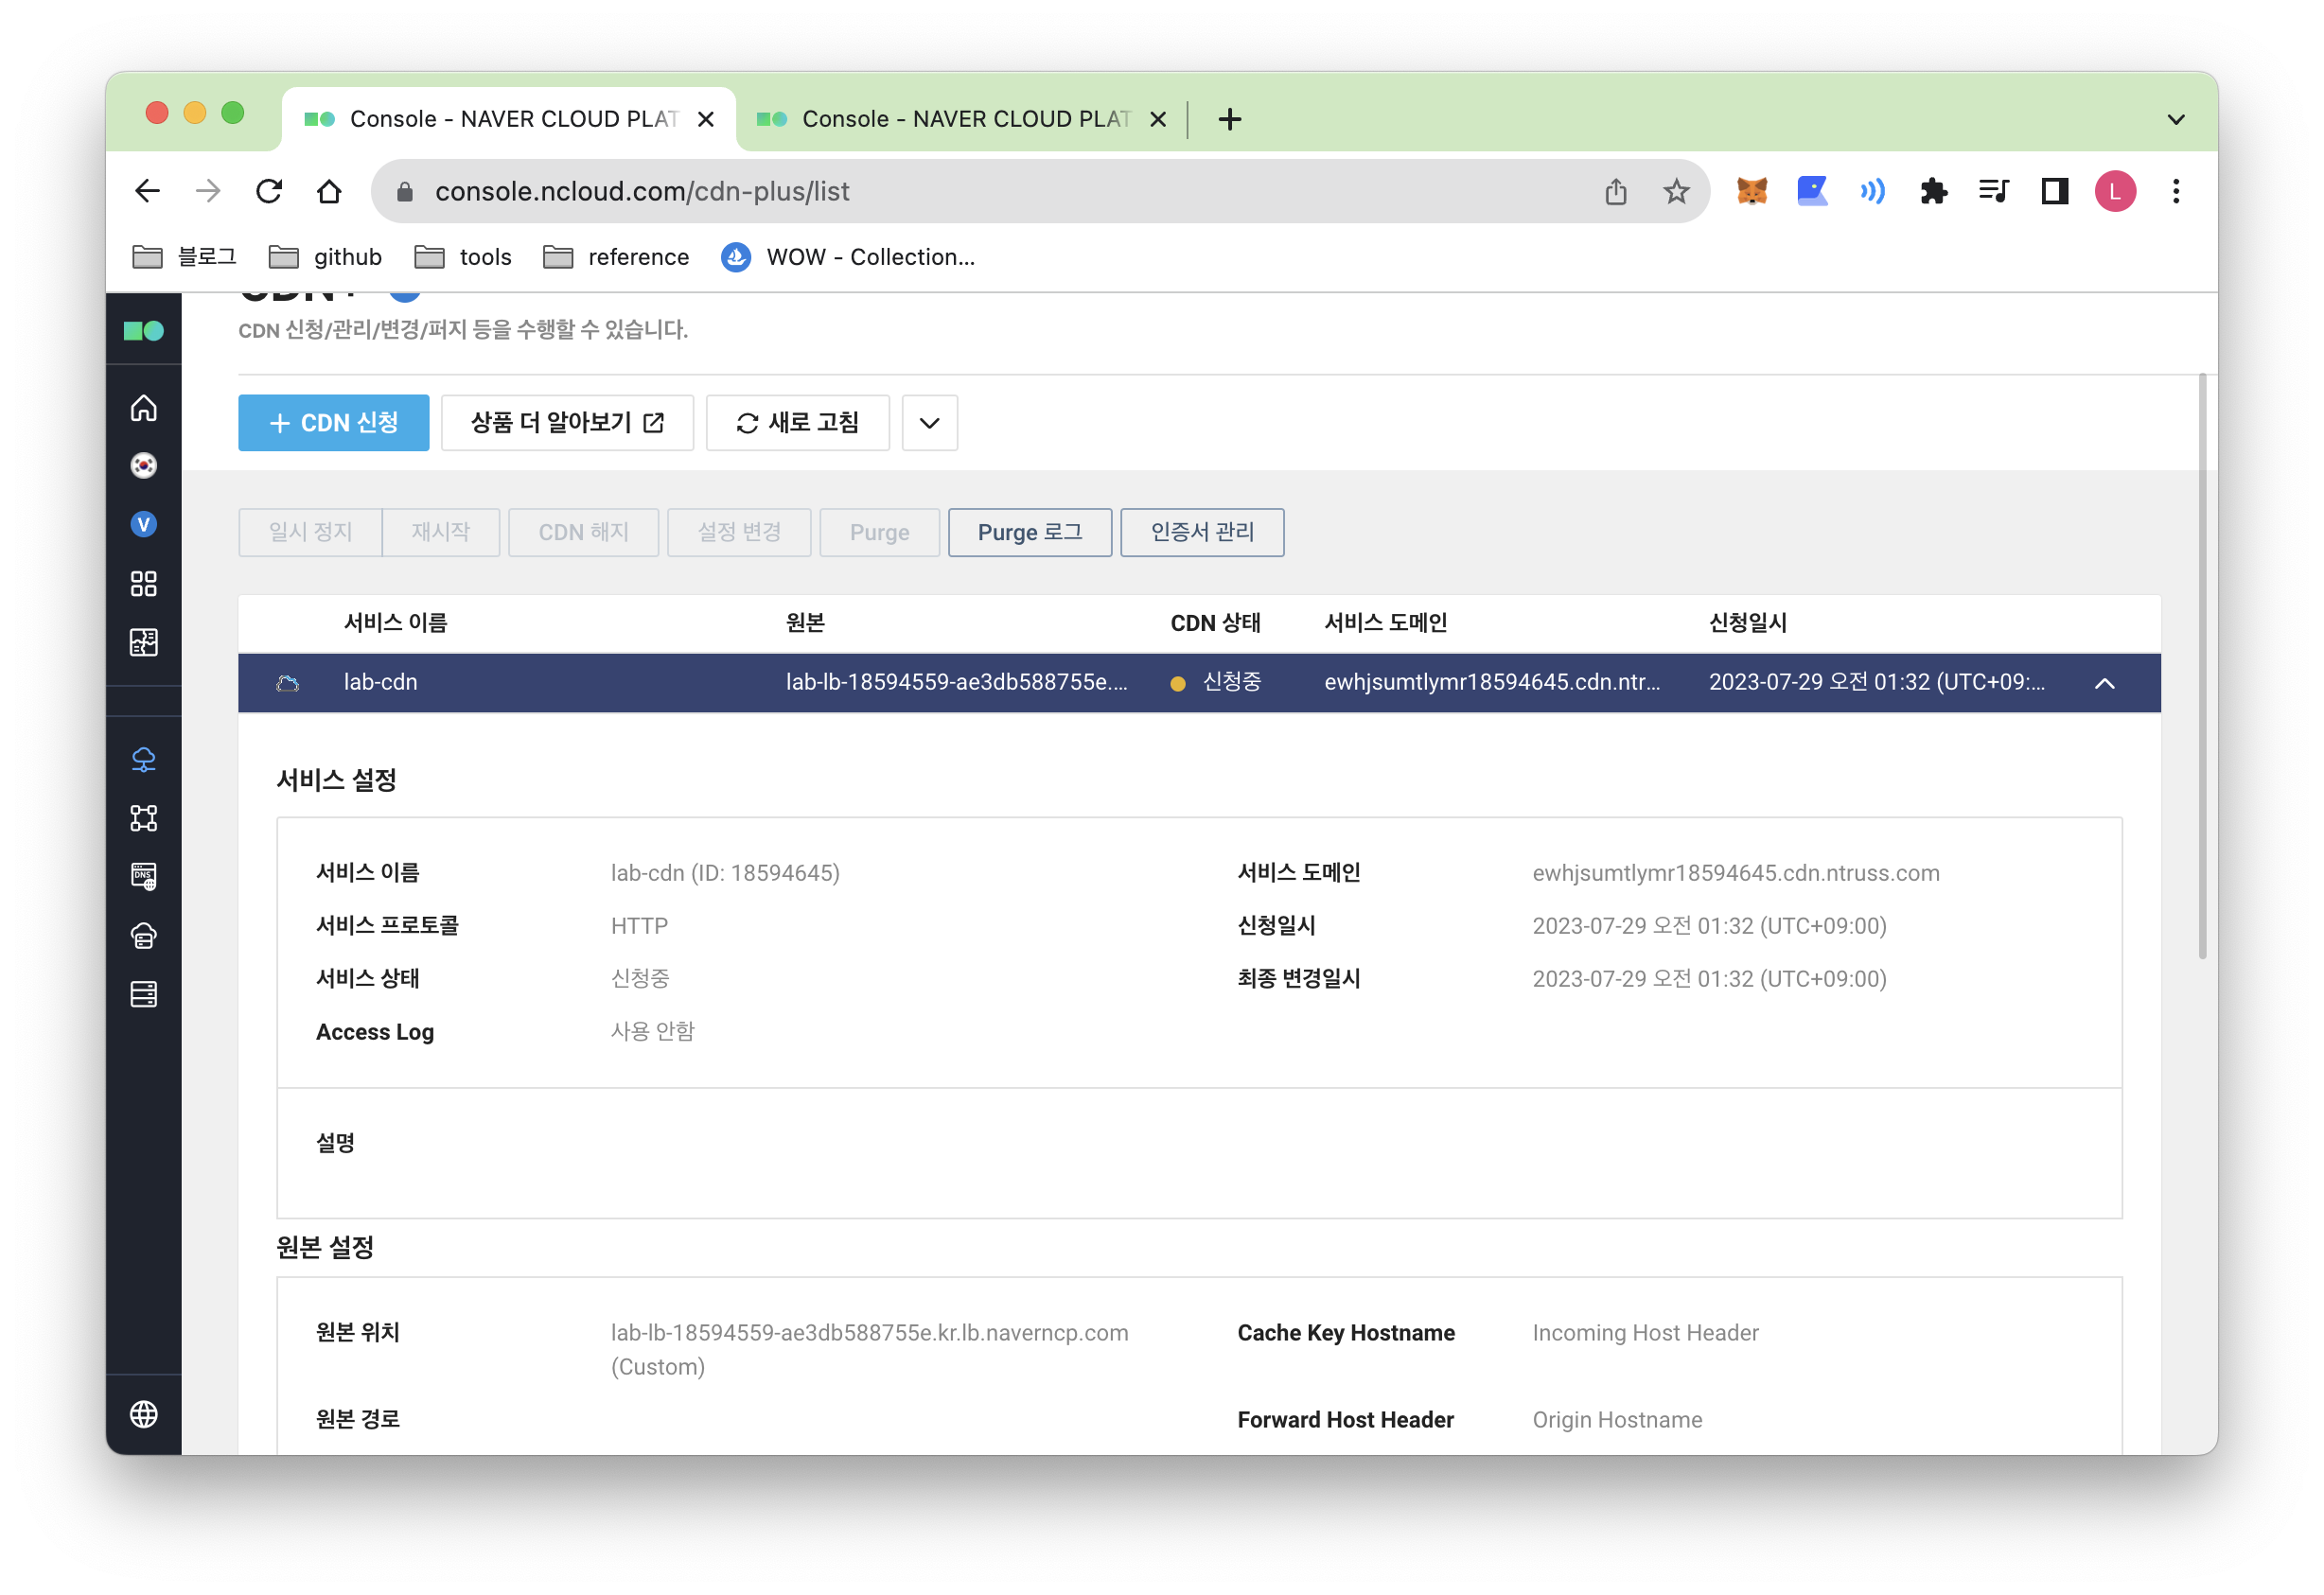 Console - NAVER CLOUD PLAT
Console - NAVER CLOUD PLAT
console.ncloud.com/cdn-plus/list
L
블로그
github
tools
reference
WOW - Collection...
CDN+
CDN 신청/관리/변경/퍼지 등을 수행할 수 있습니다.
+ CDN 신청
상품 더 알아보기
새로 고침
V
일시 정지
재시작
CDN 해지
설정 변경
Purge
Purge 로그
인증서 관리
서비스 이름 원본 CDN 상태 서비스 도메인 신청일시
lab-cdn lab-lb-18594559-ae3db588755e.... 신청중 ewhjsumtlymr18594645.cdn.ntr... 2023-07-29 오전 01:32 (UTC+09:...
서비스 설정
서비스 이름 lab-cdn (ID: 18594645) 서비스 도메인 ewhjsumtlymr18594645.cdn.ntruss.com
서비스 프로토콜 HTTP 신청일시 2023-07-29 오전 01:32 (UTC+09:00)
서비스 상태 신청중 최종 변경일시 2023-07-29 오전 01:32 (UTC+09:00)
DNS
Access Log 사용 안함
설명
원본 설정
원본 위치 lab-lb-18594559-ae3db588755e.kr.lb.naverncp.com Cache Key Hostname Incoming Host Header
(Custom)
원본 경로 Forward Host Header Origin Hostname